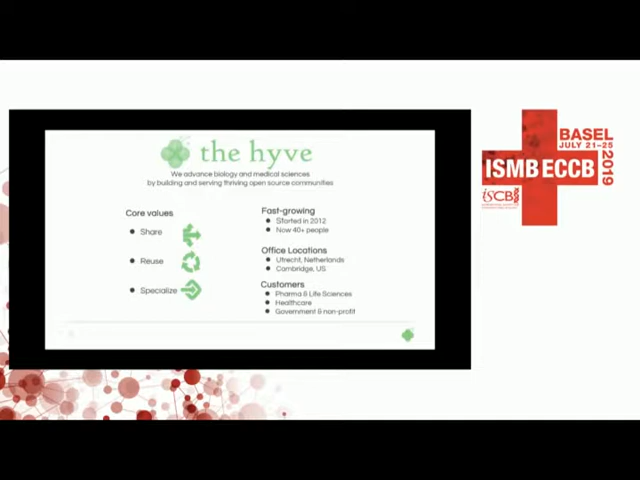 the hyve
We advance biology and medical sciences
by building and serving thriving open source communities
Core values
Share
Reuse
Specialize
Fast-growing
Started in 2012
Now 40+ people
Office Locations
Utrecht, Netherlands
Cambridge, US
Customers
Pharma & Life Sciences
Healthcare
Government & non-profit
BASEL
JULY 21-25
2019
ISMB ECCB
ISCB